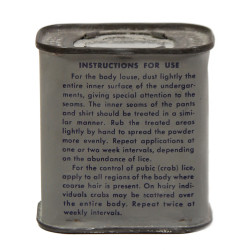 INSTRUCTIONS FOR USE
For the body louse, dust lightly the
entire inner surface of the undergar-
ments, giving special attention to the
seams. The inner seams of the pants
and shirt should be treated in a simi-
lar manner. Rub the treated areas
lightly by hand to spread the powder
more evenly. Repeat applications at
one or two week intervals, depending
on the abundance of lice.
For the control of pubic (crab) lice,
apply to all regions of the body where
coarse hair is present. On hairy indi-
viduals crabs may be scattered over
the entire body. Repeat twice at
weekly intervals.